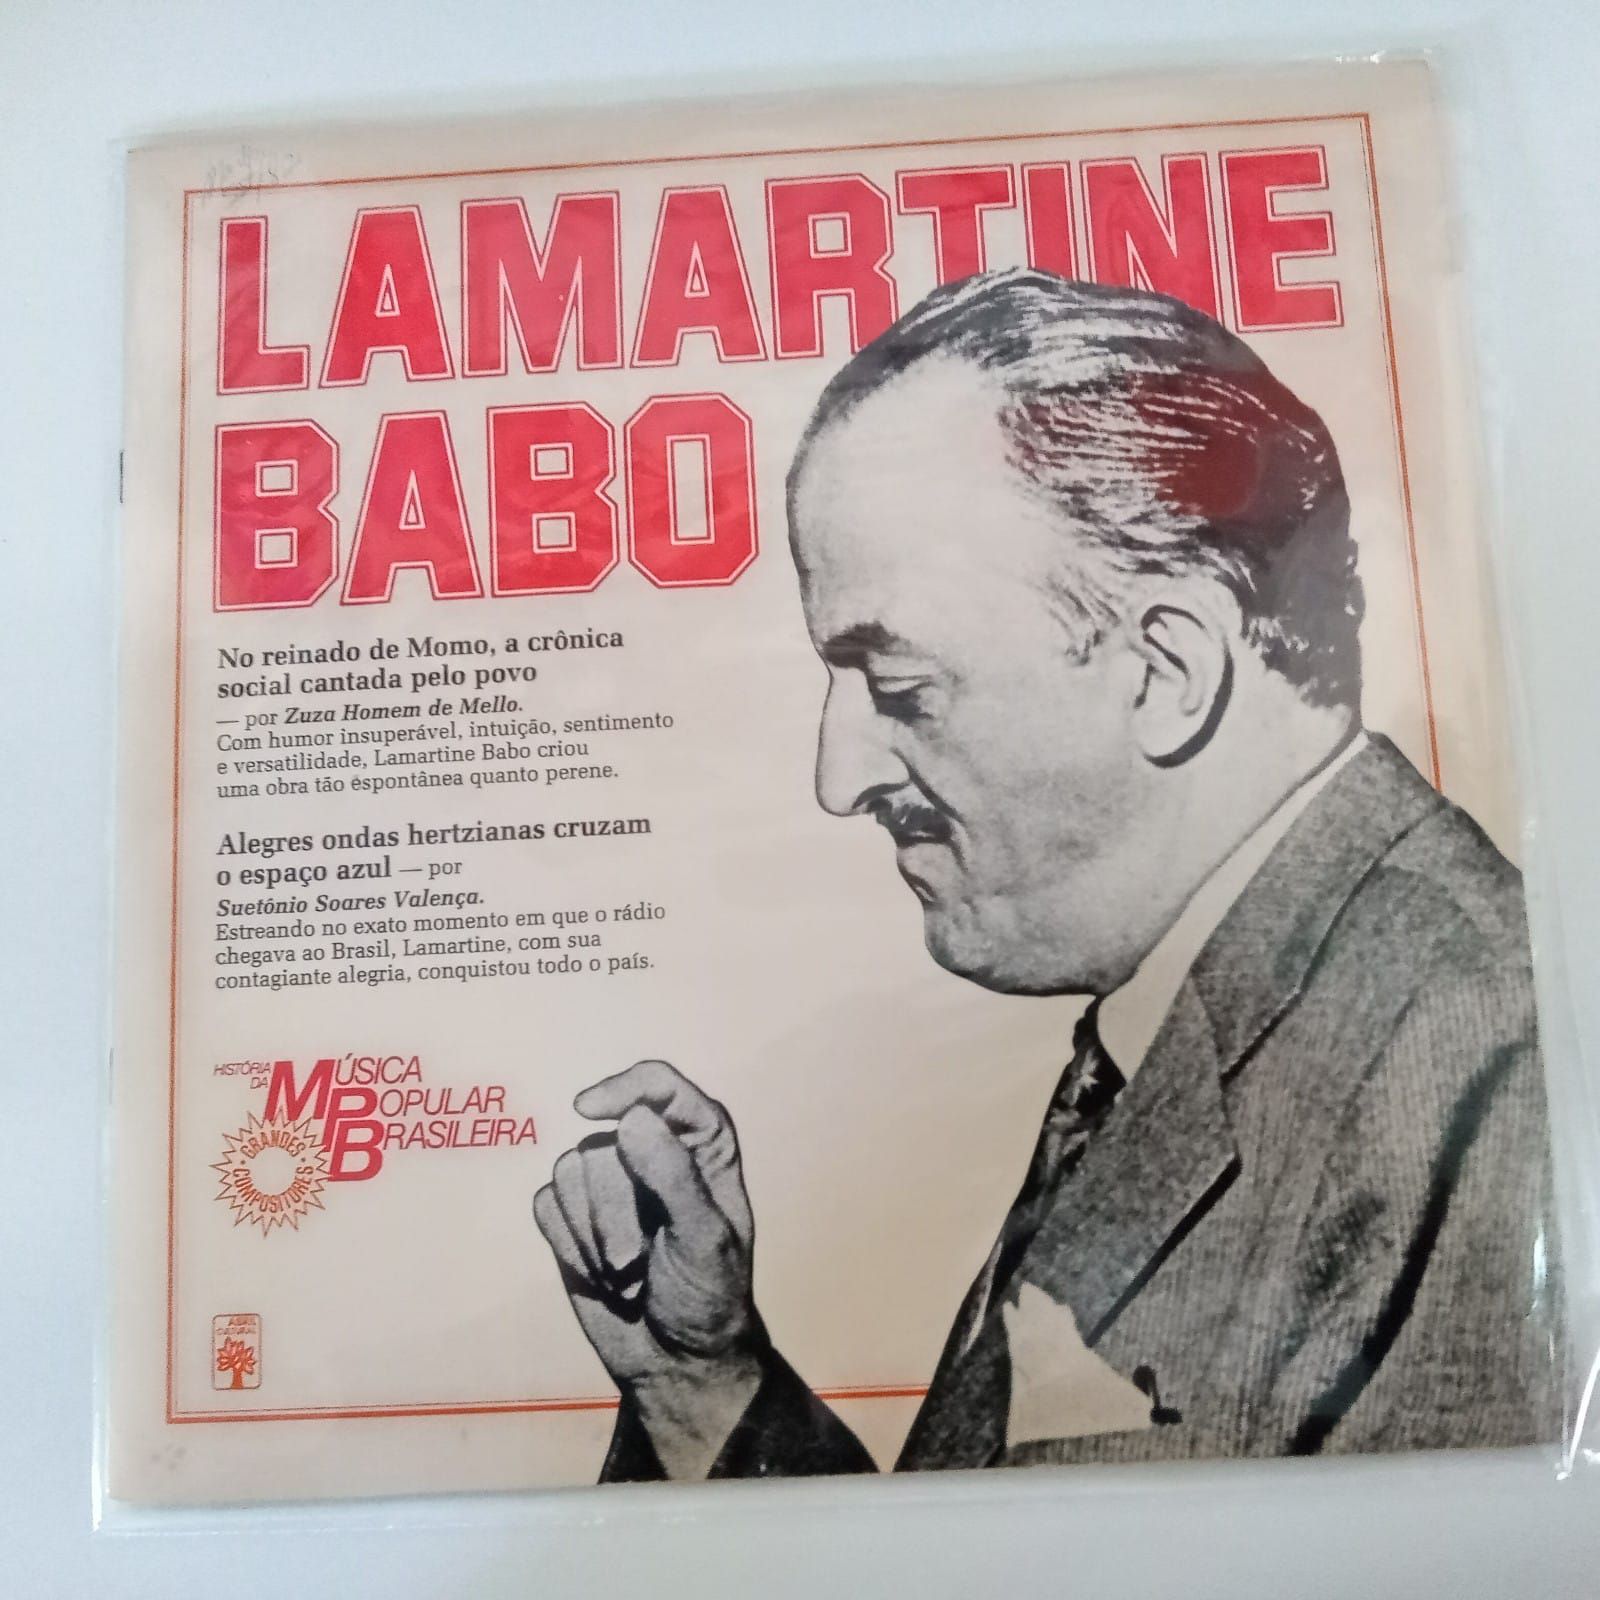 LAMARTINE
BABO
No reinado de Momo, a crônica
social cantada pelo povo
— por Zuza Homem de Mello.
Com humor insuperável, intuição, sentimento
e versatilidade, Lamartine Babo criou
uma obra tão espontânea quanto perene.
Alegres ondas hertzianas cruzam
o espaço azul — por
Suetônio Soares Valença.
Estreando no exato momento em que o rádio
chegava ao Brasil, Lamartine, com sua
contagiante alegria, conquistou todo o país.
HISTÓRIA
DA
MÚSICA
POPULAR
BRASILEIRA
GRANDES
COMPOSITORES
ABRIL
CULTURAL